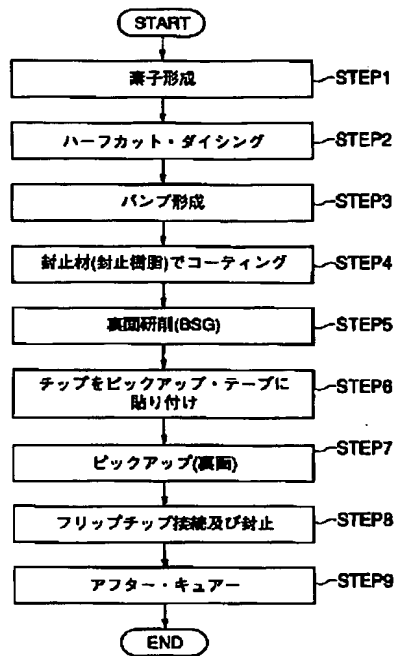 START
素子形成 STEP1
ハーフカット・ダイシング STEP2
バンプ形成 STEP3
封止材(封止樹脂)でコーティング STEP4
裏面研削(BSG) STEP5
チップをピックアップ・テープに
貼り付け STEP6
ピックアップ(裏面) STEP7
フリップチップ接続及び封止 STEP8
アフター・キュアー STEP9
END